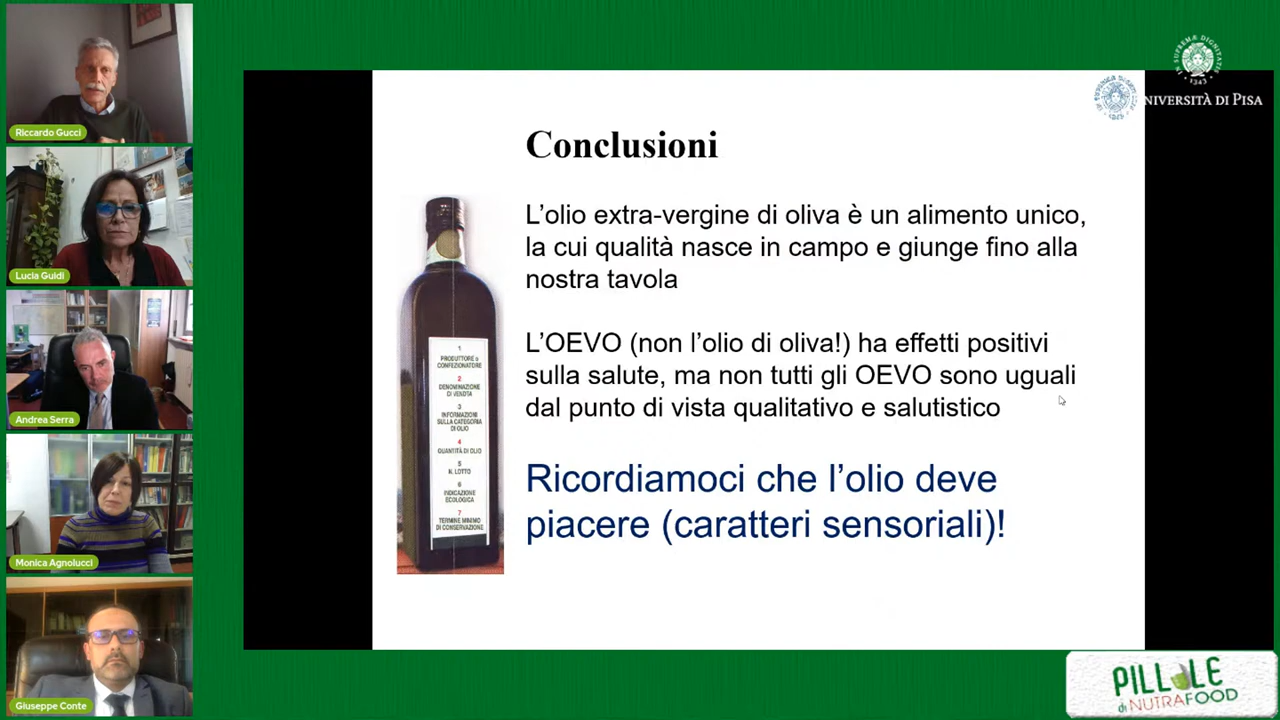 Riccardo Gucci
Lucia Guidi
Andrea Serra
Monica Agnolucci
Giuseppe Conte
IN SUPREMÆ DIGNITATIS
1343
UNIVERSITÀ DI PISA
Conclusioni
L'olio extra-vergine di oliva è un alimento unico,
la cui qualità nasce in campo e giunge fino alla
nostra tavola
L'OEVO (non l'olio di oliva!) ha effetti positivi
sulla salute, ma non tutti gli OEVO sono uguali
dal punto di vista qualitativo e salutistico
Ricordiamoci che l'olio deve
piacere (caratteri sensoriali)!
1
PRODUTTORE o
CONFEZIONATORE
2
DENOMINAZIONE
DI VENDITA
3
INFORMAZIONI
SULLA CATEGORIA
DI OLIO
4
QUANTITÀ DI OLIO
5
N. LOTTO
6
INDICAZIONE
ECOLOGICA
7
TERMINE MINIMO
DI CONSERVAZIONE
PILLOLE
di NUTRAFOOD